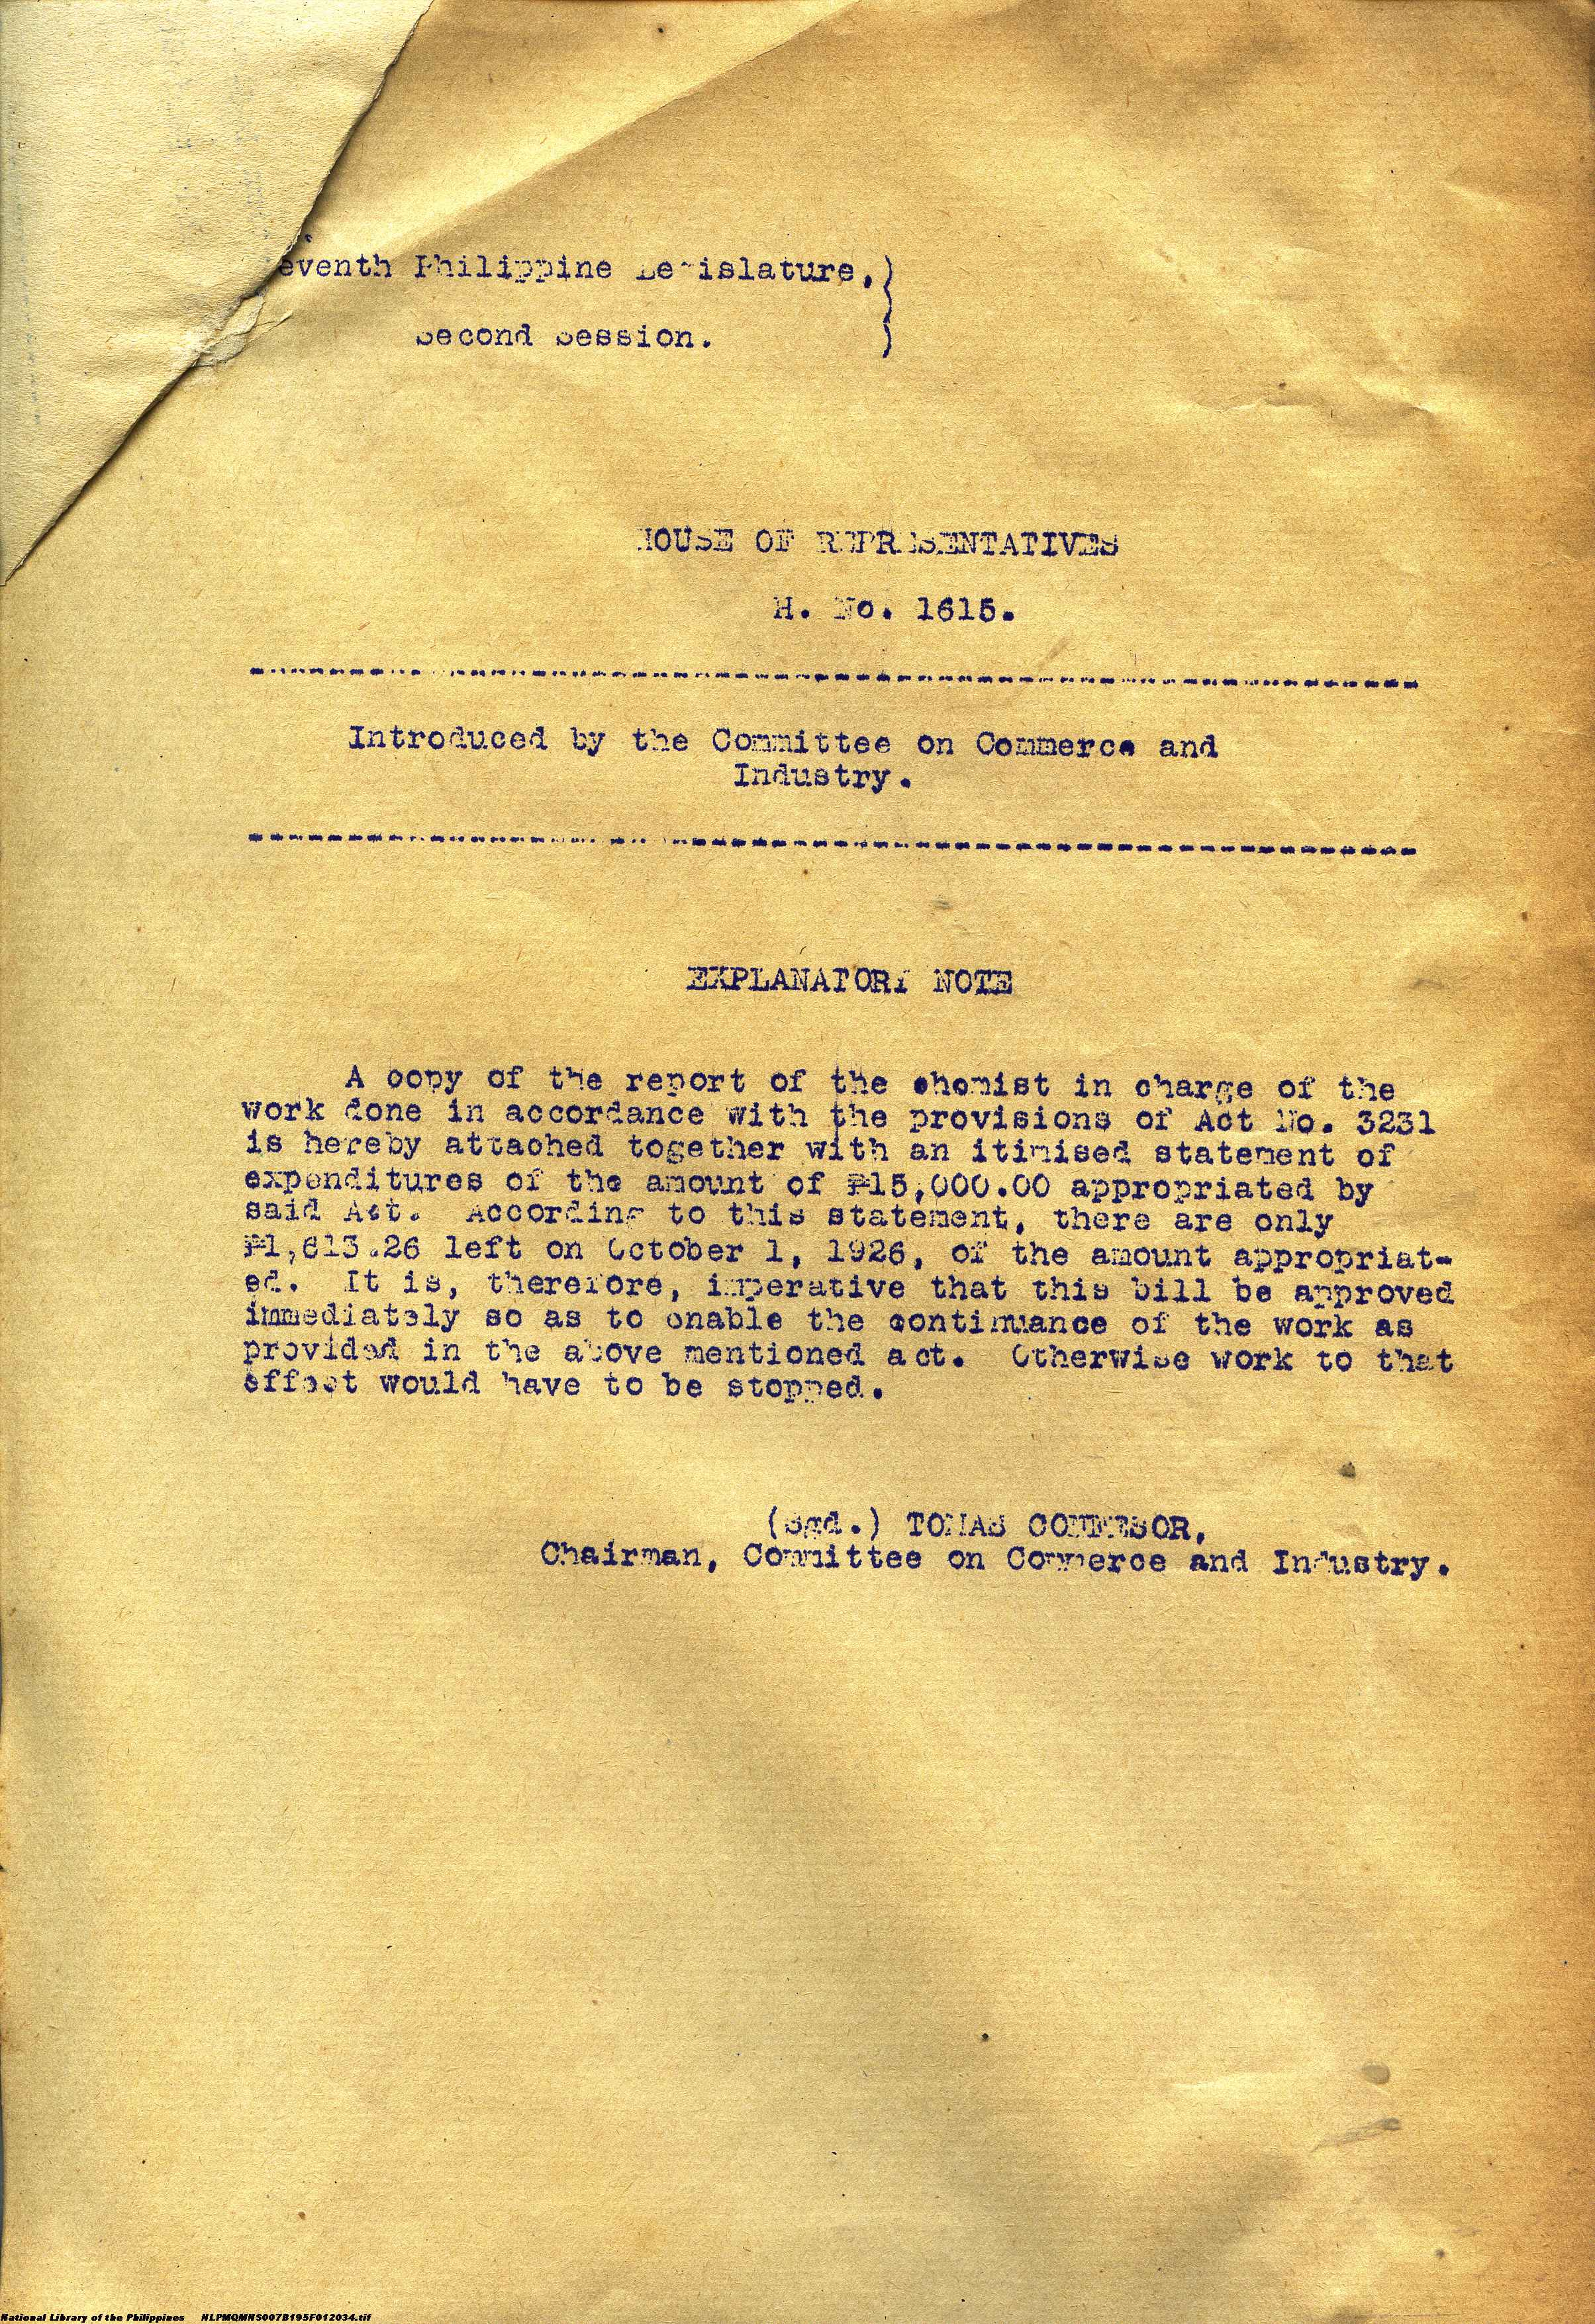 eventh Philippine Legislature,
Second Session.
HOUSE OF REPRESENTATIVES
H. No. 1615.
Introduced by the Committee on Commerce and
Industry.
EXPLANATORY NOTE
A copy of the report of the chemist in charge of the
work done in accordance with the provisions of Act No. 3231
is hereby attached together with an itimised statement of
expenditures of the amount of ₱15,000.00 appropriated by
said Act. According to this statement, there are only
₱1,613.26 left on October 1, 1926, of the amount appropriat-
ed. It is, therefore, imperative that this bill be approved
immediately so as to enable the continuance of the work as
provided in the above mentioned act. Otherwise work to that
effect would have to be stopped.
(Sgd.) TOMAS CONFESOR,
Chairman, Committee on Commerce and Industry.
National Library of the Philippines NLPMQMNS007B195F012034.tif